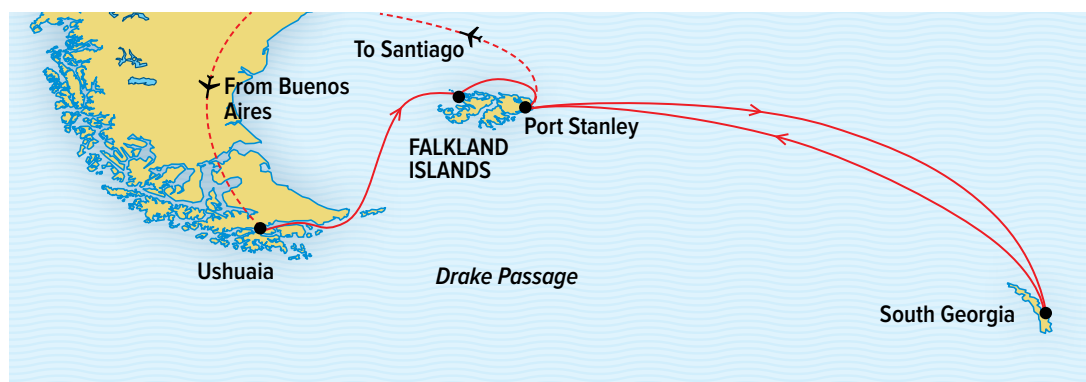 To Santiago
From Buenos
Aires
Port Stanley
FALKLAND
ISLANDS
Ushuaia
Drake Passage
South Georgia